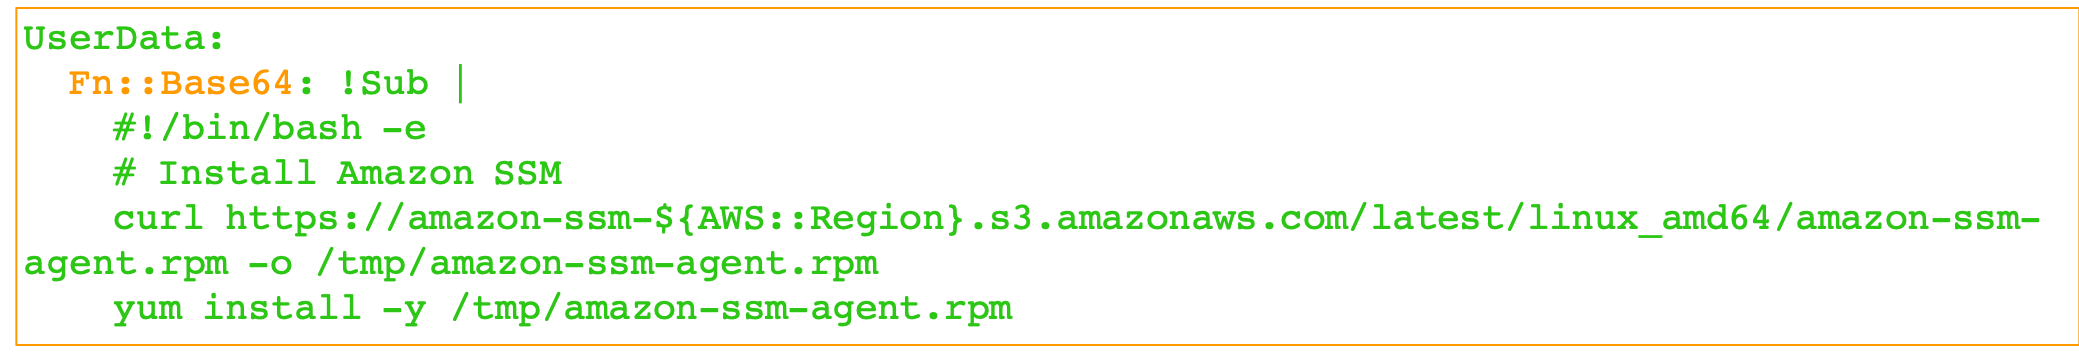 UserData:
  Fn::Base64: !Sub |
    #!/bin/bash -e
    # Install Amazon SSM
    curl https://amazon-ssm-${AWS::Region}.s3.amazonaws.com/latest/linux_amd64/amazon-ssm-
agent.rpm -o /tmp/amazon-ssm-agent.rpm
    yum install -y /tmp/amazon-ssm-agent.rpm